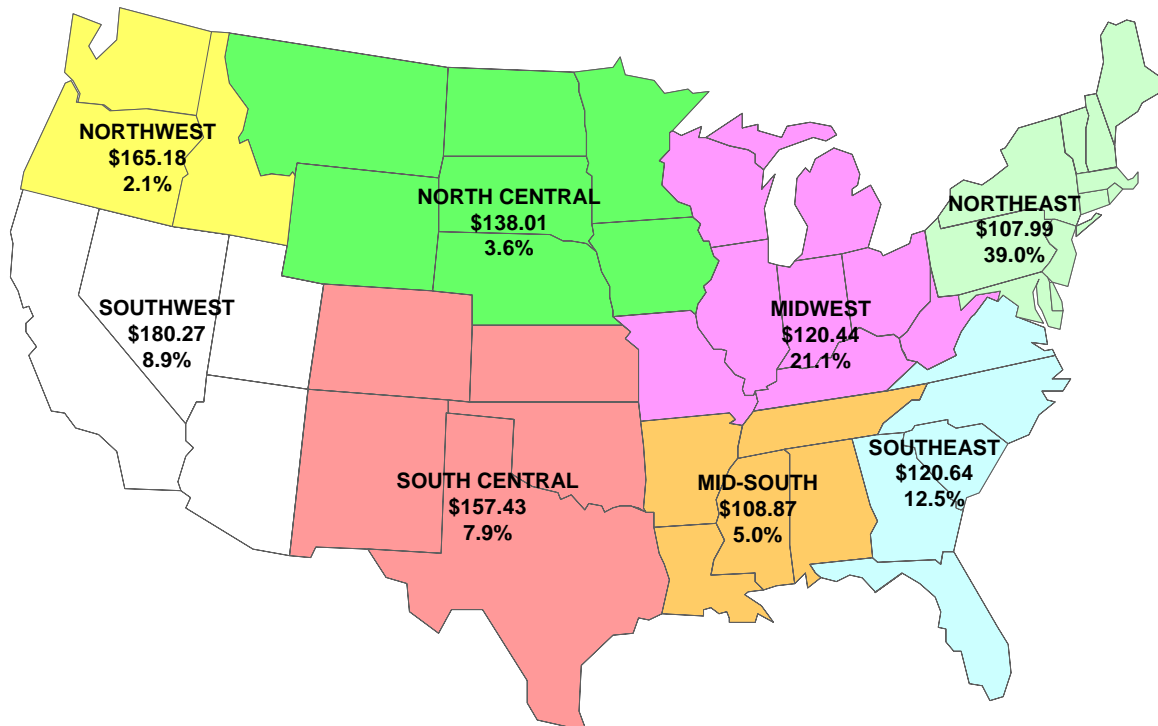 NORTHWEST
$165.18
2.1%
NORTH CENTRAL
$138.01
3.6%
NORTHEAST
$107.99
39.0%
SOUTHWEST
$180.27
8.9%
MIDWEST
$120.44
21.1%
SOUTH CENTRAL
$157.43
7.9%
MID-SOUTH
$108.87
5.0%
SOUTHEAST
$120.64
12.5%